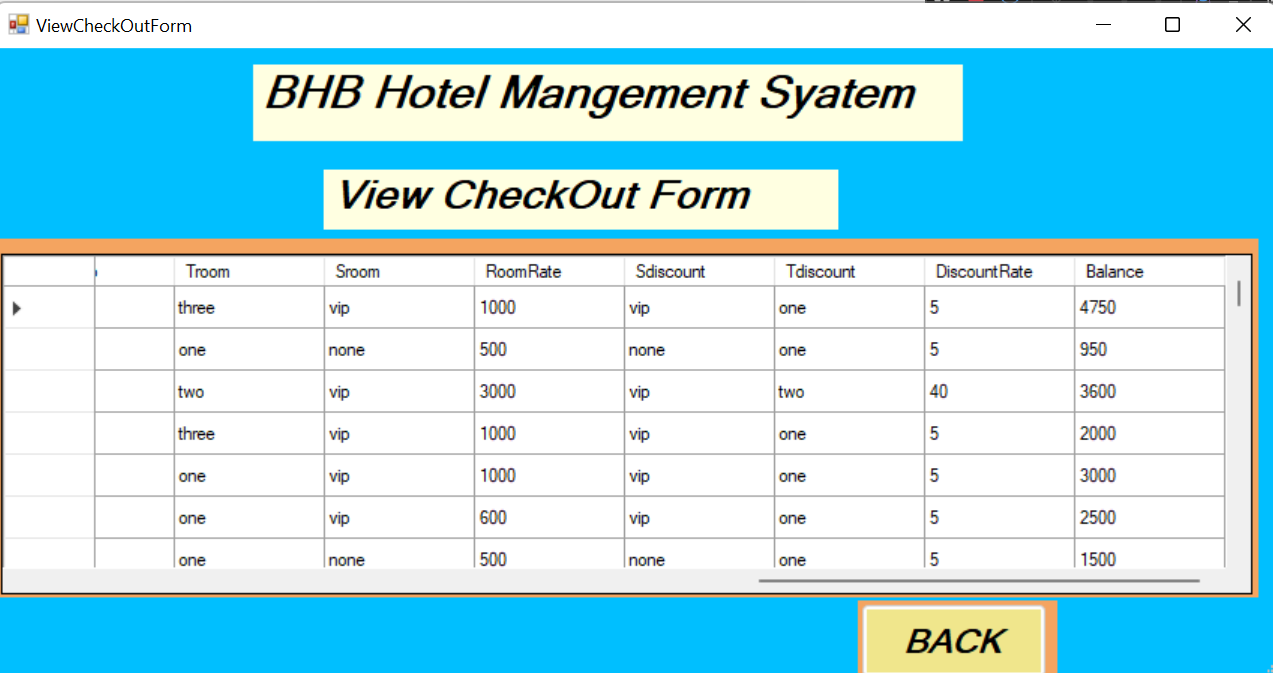 ViewCheckOutForm
BHB Hotel Mangement Syatem
View CheckOut Form
Troom Sroom RoomRate Sdiscount Tdiscount DiscountRate Balance
three vip 1000 vip one 5 4750
one none 500 none one 5 950
two vip 3000 vip two 40 3600
three vip 1000 vip one 5 2000
one vip 1000 vip one 5 3000
one vip 600 vip one 5 2500
one none 500 none one 5 1500
BACK